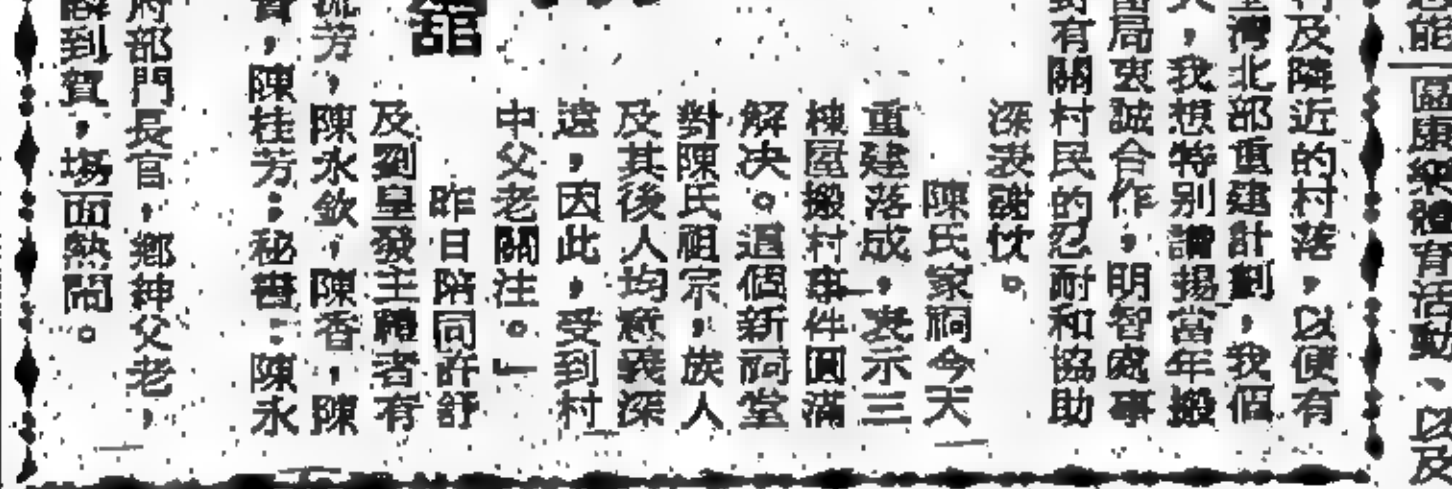 村及隣近的村落，以便有
灣北部重建計劃，我個
人，我想特别讚揚當年搬
當局衷誠合作，明智處事
對有關村民的忍耐和協助
深表謝忱。
陳氏家祠今天
重建落成，表示三
棟屋搬村事件圓滿
解决。這個新祠堂
對陳氏祖宗，族人
及其後人均意義深
遠，因此，受到村
中父老關注。」
昨日陪同許舒
及劉皇發主禮者有
芳，陳永欽，陳香，陳
，陳桂芳；秘書：陳永
府部門長官，鄉紳父老，
到賀，場面熱鬧。
館
能
區康樂體育活動、以及